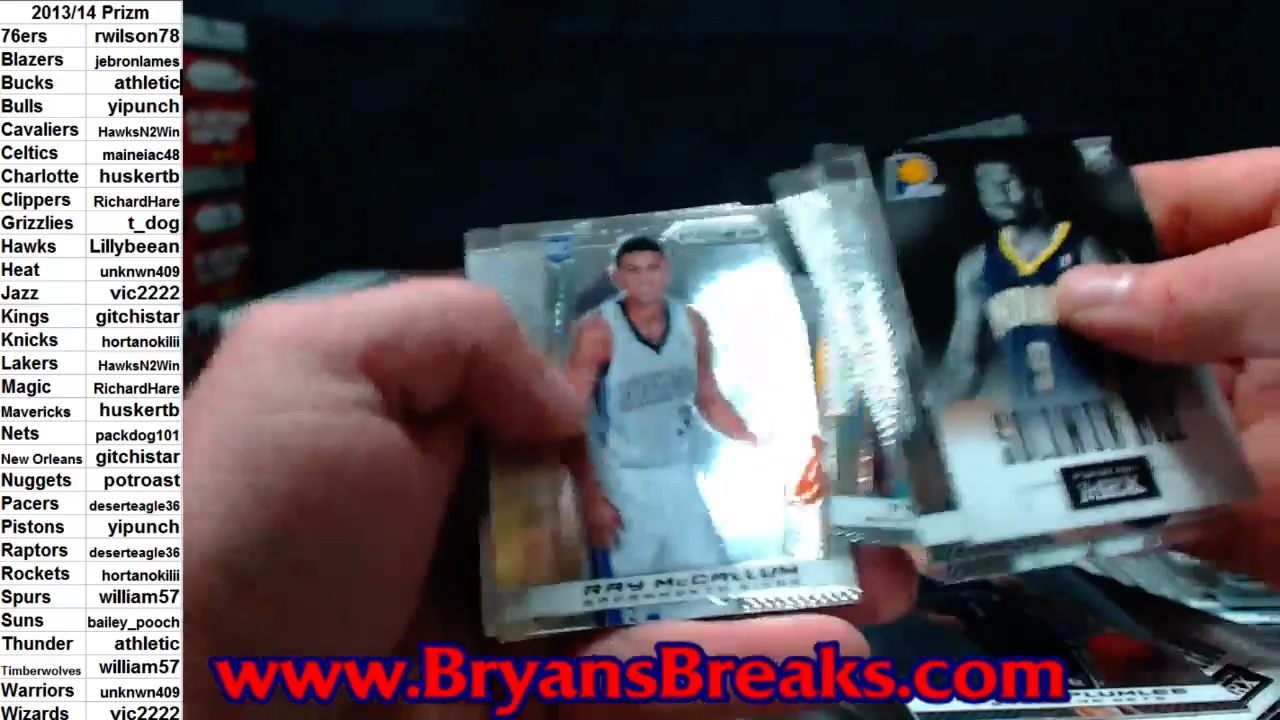 2013/14 Prizm
76ers rwilson78
Blazers jebronlames
Bucks athletic
Bulls yipunch
Cavaliers HawksN2Win
Celtics maineiac48
Charlotte huskertb
Clippers RichardHare
Grizzlies t_dog
Hawks Lillybeean
Heat unknwn409
Jazz vic2222
Kings gitchistar
Knicks hortanokilii
Lakers HawksN2Win
Magic RichardHare
Mavericks huskertb
Nets packdog101
New Orleans gitchistar
Nuggets potroast
Pacers deserteagle36
Pistons yipunch
Raptors deserteagle36
Rockets hortanokilii
Spurs william57
Suns bailey_pooch
Thunder athletic
Timberwolves william57
Warriors unknwn409
Wizards vic2222
RAY McCALLUM
SACRAMENTO KINGS
PLUMLEE
www.BryansBreaks.com